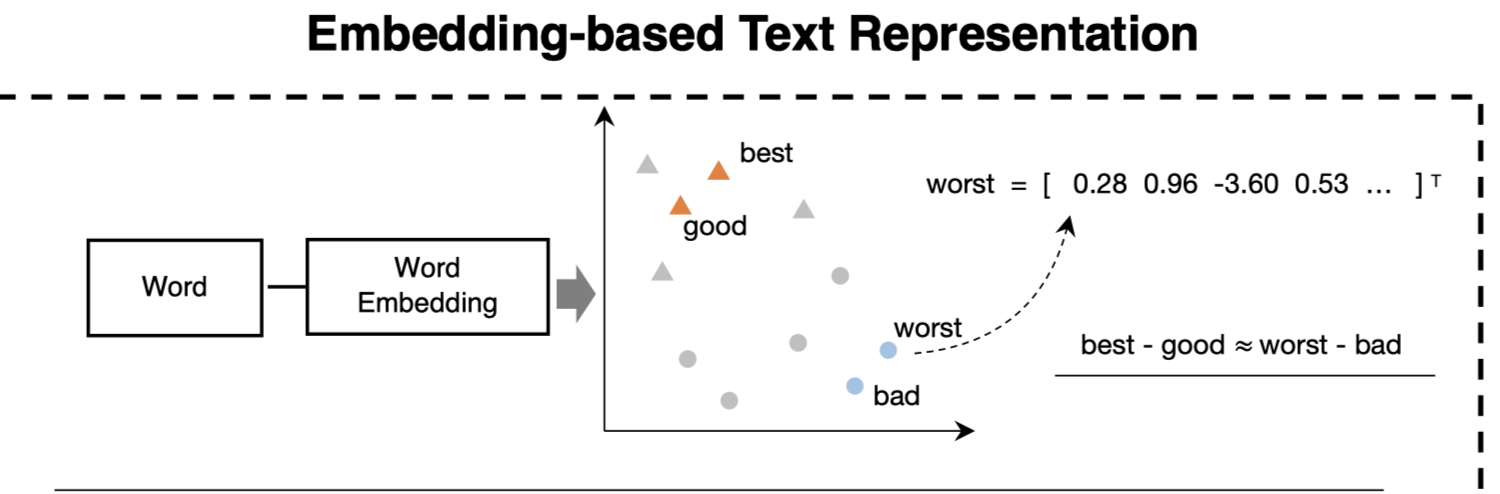 Embedding-based Text Representation
Word
Word
Embedding
best
good
worst
bad
worst = [ 0.28 0.96 -3.60 0.53 ... ] T
best - good ≈ worst - bad